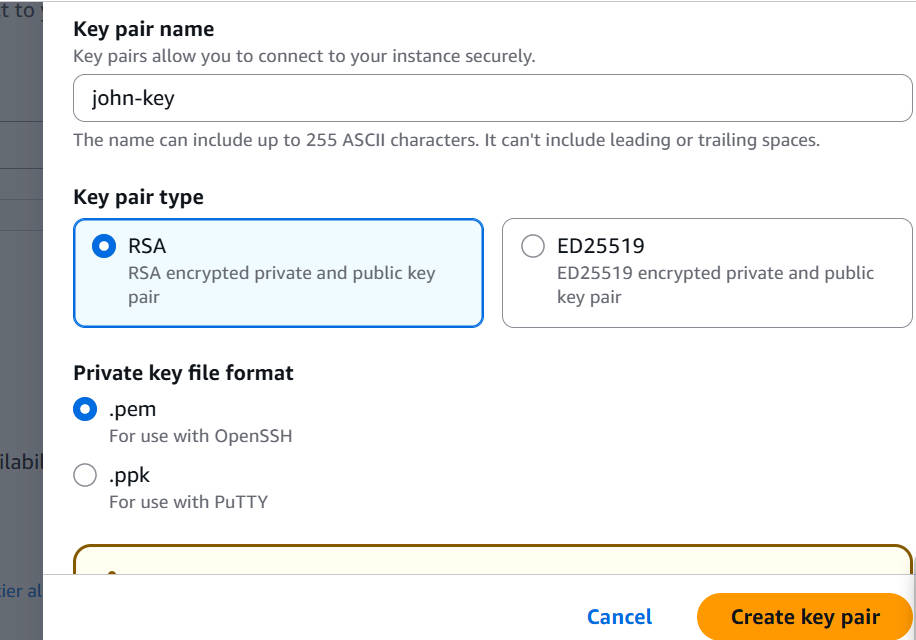 t to y
Key pair name
Key pairs allow you to connect to your instance securely.
john-key
The name can include up to 255 ASCII characters. It can't include leading or trailing spaces.
Key pair type
RSA
RSA encrypted private and public key
pair
ED25519
ED25519 encrypted private and public
key pair
Private key file format
.pem
For use with OpenSSH
ilabil
.ppk
For use with PuTTY
tier al
Cancel
Create key pair